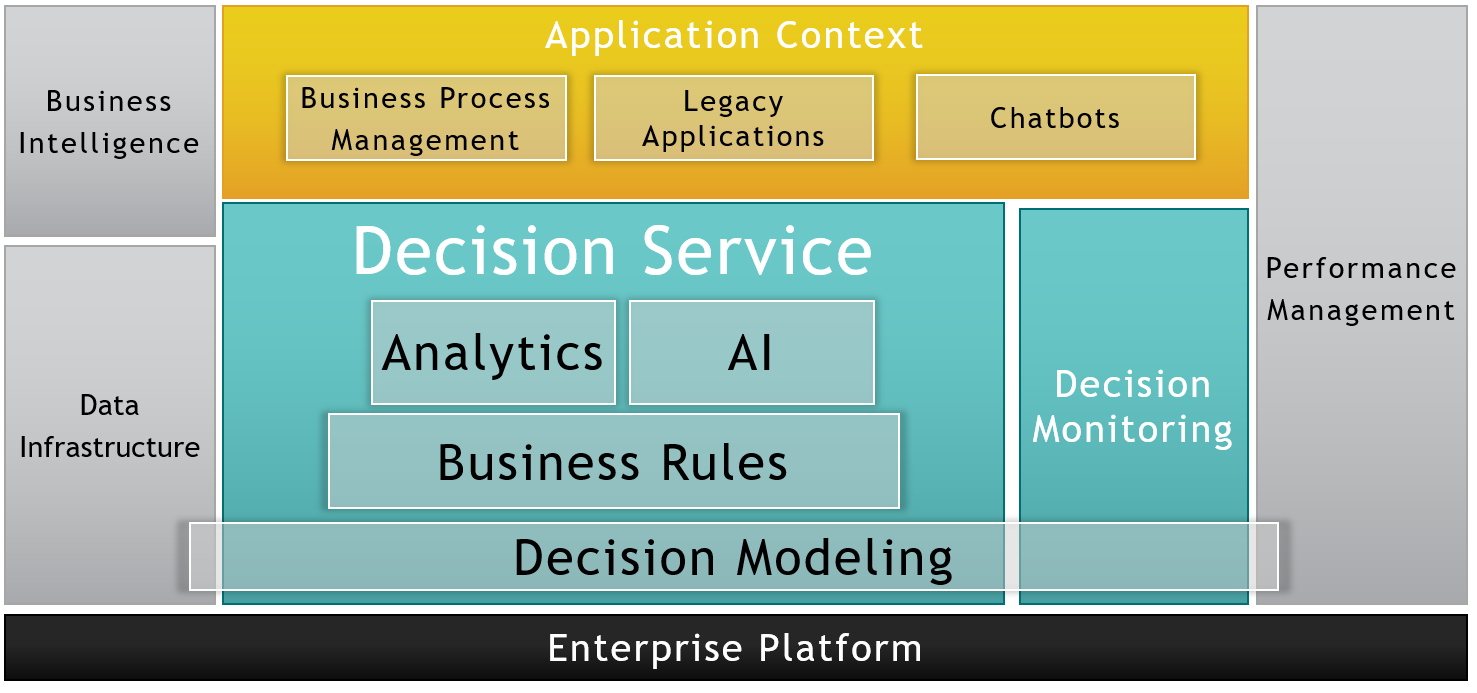 Business
Intelligence
Application Context
Business Process
Management
Legacy
Applications
Chatbots
Performance
Management
Data
Infrastructure
Decision Service
Analytics
AI
Business Rules
Decision
Monitoring
Decision Modeling
Enterprise Platform